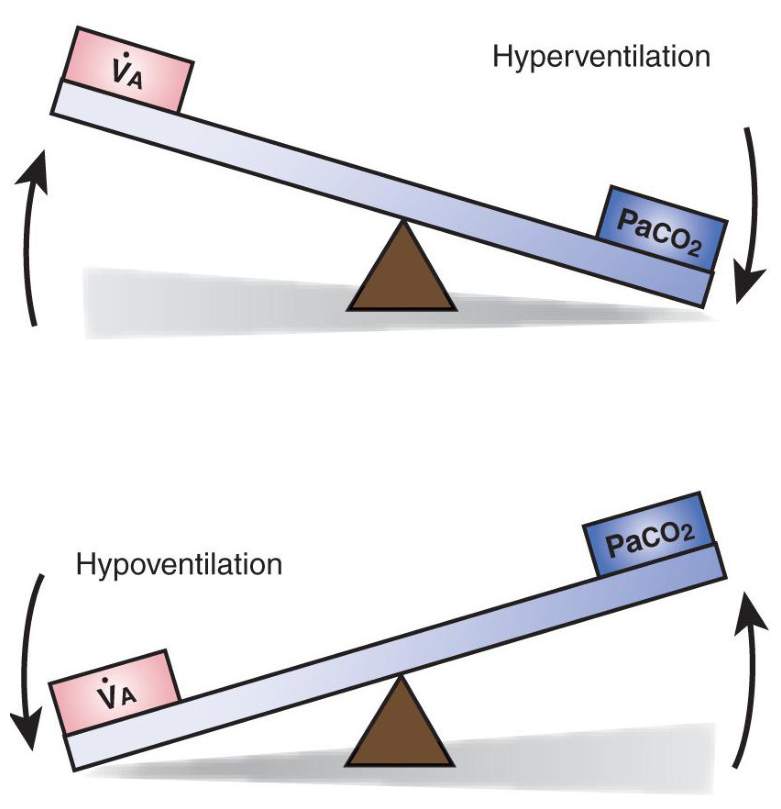 V̇A
Hyperventilation
PaCO₂
PaCO₂
Hypoventilation
V̇A